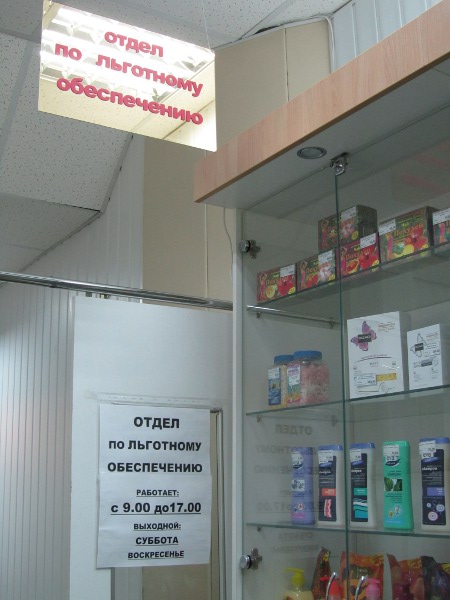 отдел
по льготному
обеспечению
ОТДЕЛ
по ЛЬГОТНОМУ
ОБЕСПЕЧЕНИЮ
РАБОТАЕТ:
с 9.00 до17.00
ВЫХОДНОЙ:
СУББОТА
ВОСКРЕСЕНЬЕ